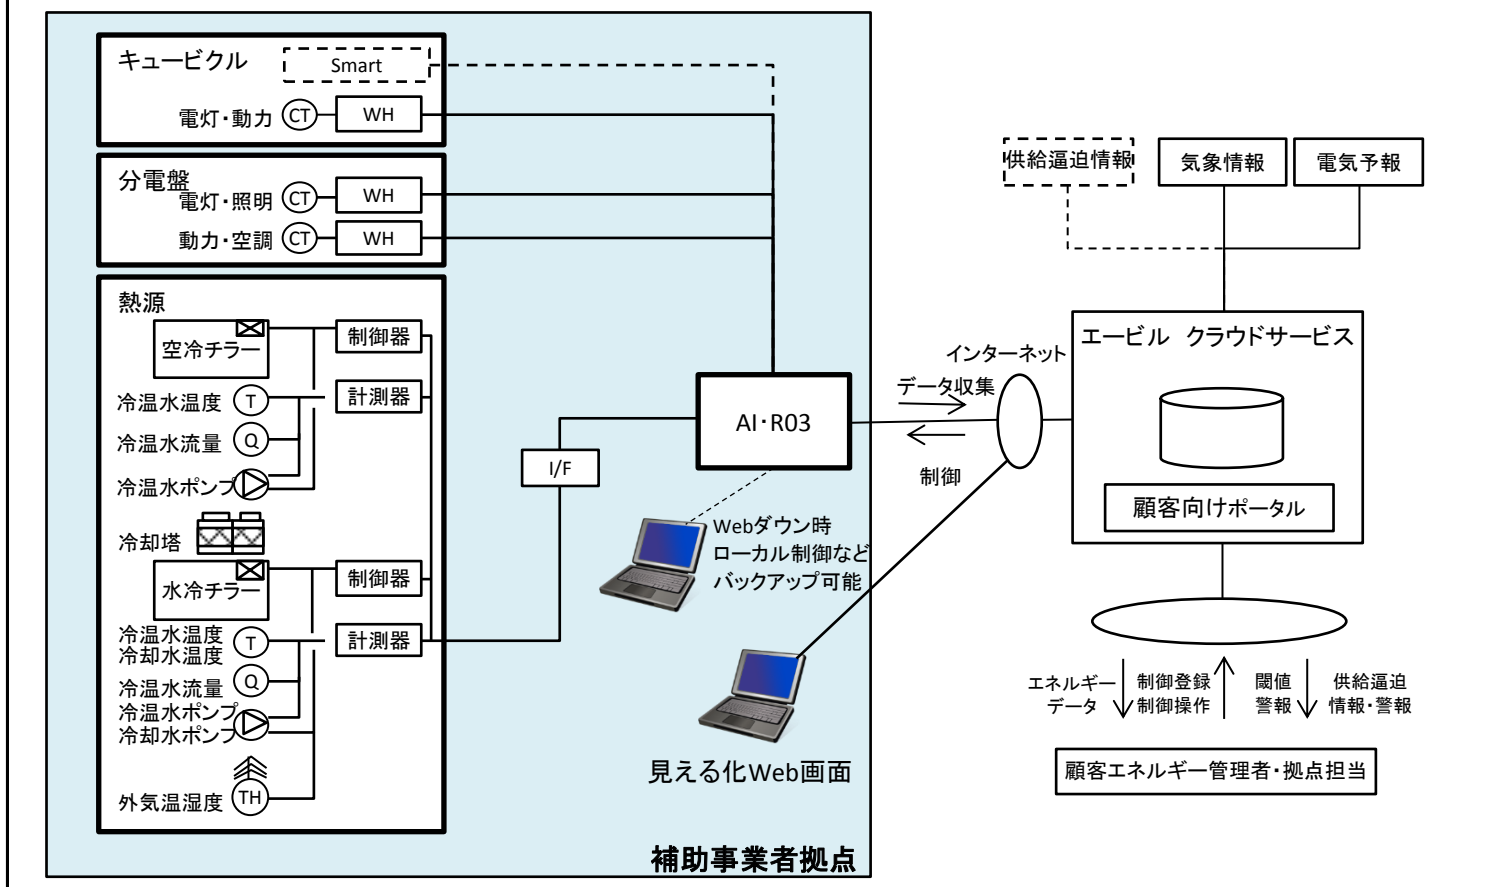 キュービクル
Smart
電灯・動力
CT
WH
分電盤
電灯・照明
CT
WH
動力・空調
CT
WH
熱源
空冷チラー
制御器
冷温水温度
T
計測器
冷温水流量
Q
冷温水ポンプ
冷却塔
水冷チラー
制御器
冷温水温度
冷却水温度
T
計測器
冷温水流量
Q
冷温水ポンプ
冷却水ポンプ
外気温湿度
TH
I/F
AI・R03
Webダウン時
ローカル制御など
バックアップ可能
見える化Web画面
補助事業者拠点
インターネット
データ収集
制御
供給逼迫情報
気象情報
電気予報
エービル クラウドサービス
顧客向けポータル
エネルギー
データ
制御登録
制御操作
閾値
警報
供給逼迫
情報・警報
顧客エネルギー管理者・拠点担当